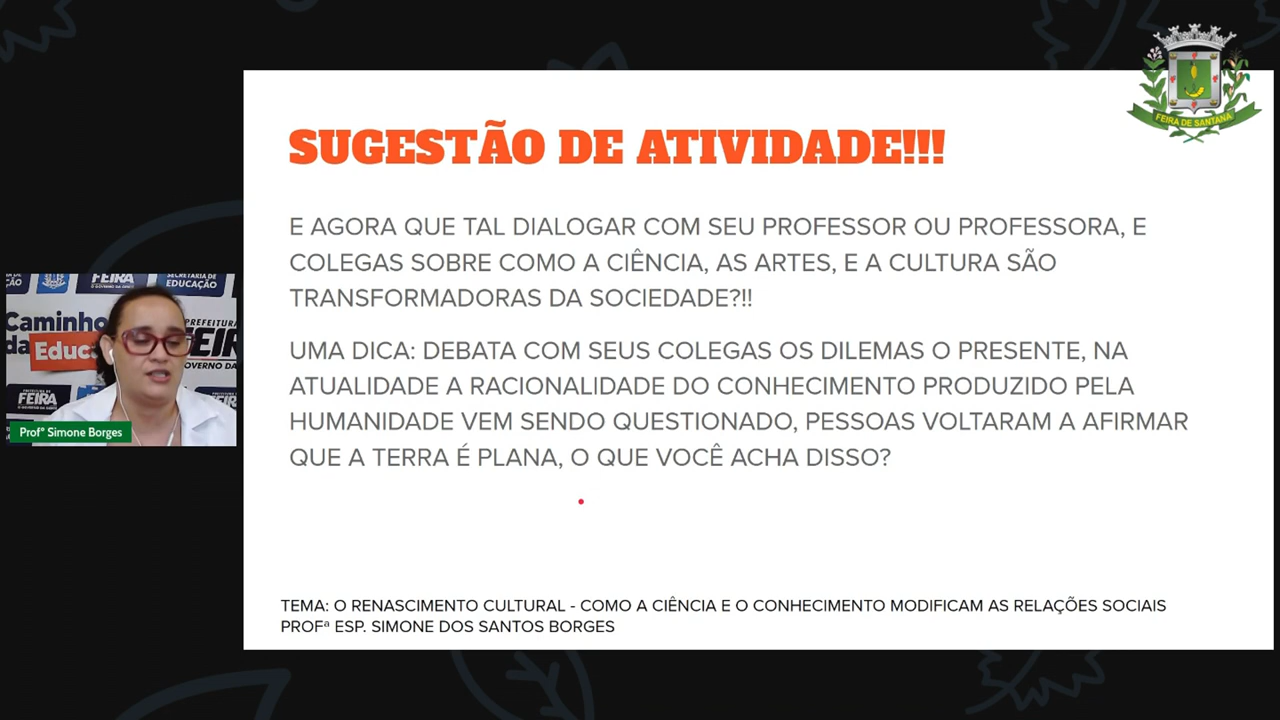 FEIRA DE SANTANA
SUGESTÃO DE ATIVIDADE!!!
E AGORA QUE TAL DIALOGAR COM SEU PROFESSOR OU PROFESSORA, E
COLEGAS SOBRE COMO A CIÊNCIA, AS ARTES, E A CULTURA SÃO
TRANSFORMADORAS DA SOCIEDADE?!!
UMA DICA: DEBATA COM SEUS COLEGAS OS DILEMAS O PRESENTE, NA
ATUALIDADE A RACIONALIDADE DO CONHECIMENTO PRODUZIDO PELA
HUMANIDADE VEM SENDO QUESTIONADO, PESSOAS VOLTARAM A AFIRMAR
QUE A TERRA É PLANA, O QUE VOCÊ ACHA DISSO?
FEIRA
SECRETARIA DE
EDUCAÇÃO
Caminho
da Educ
PREFEITURA
FEIR
GOVERNO DA
FEIRA
Profª Simone Borges
TEMA: O RENASCIMENTO CULTURAL - COMO A CIÊNCIA E O CONHECIMENTO MODIFICAM AS RELAÇÕES SOCIAIS
PROFª ESP. SIMONE DOS SANTOS BORGES